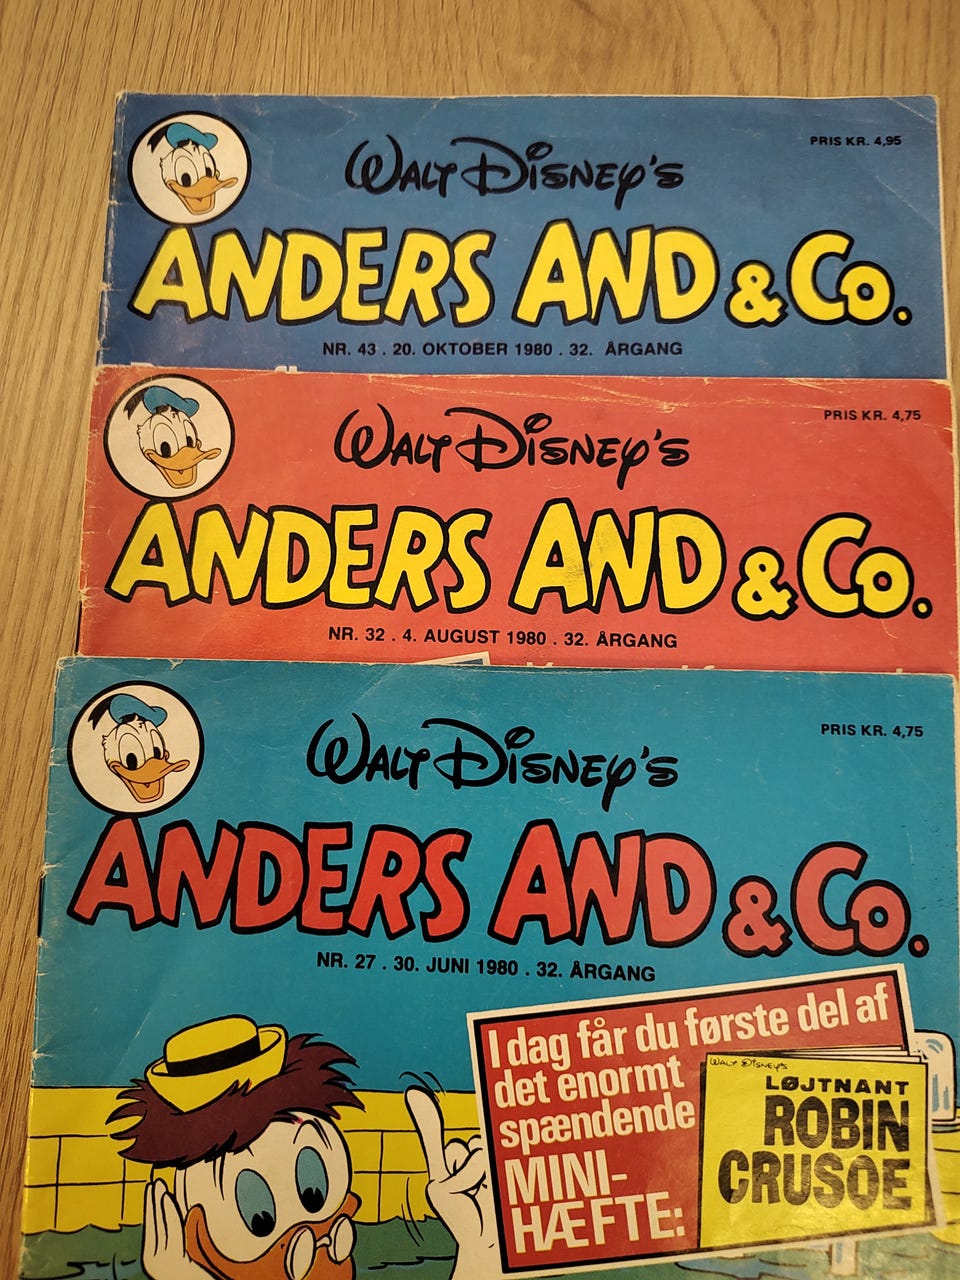 WALT DISNEY'S
PRIS KR. 4,95
ANDERS AND & Co.
NR. 43 . 20. OKTOBER 1980 . 32. ÅRGANG
WALT DISNEY'S
PRIS KR. 4,75
ANDERS AND & Co.
NR. 32 . 4. AUGUST 1980 . 32. ÅRGANG
WALT DISNEY'S
PRIS KR. 4,75
ANDERS AND & Co.
NR. 27 . 30. JUNI 1980 . 32. ÅRGANG
I dag får du første del af
det enormt
spændende
MINI-
HÆFTE:
WALT DISNEY'S
LØJTNANT
ROBIN
CRUSOE